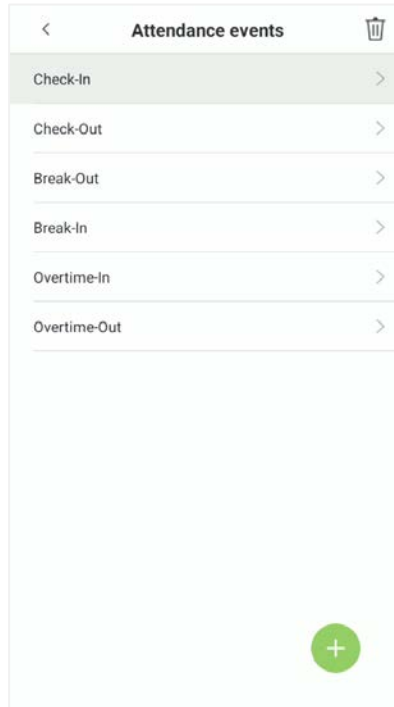 Attendance events
Check-In
Check-Out
Break-Out
Break-In
Overtime-In
Overtime-Out